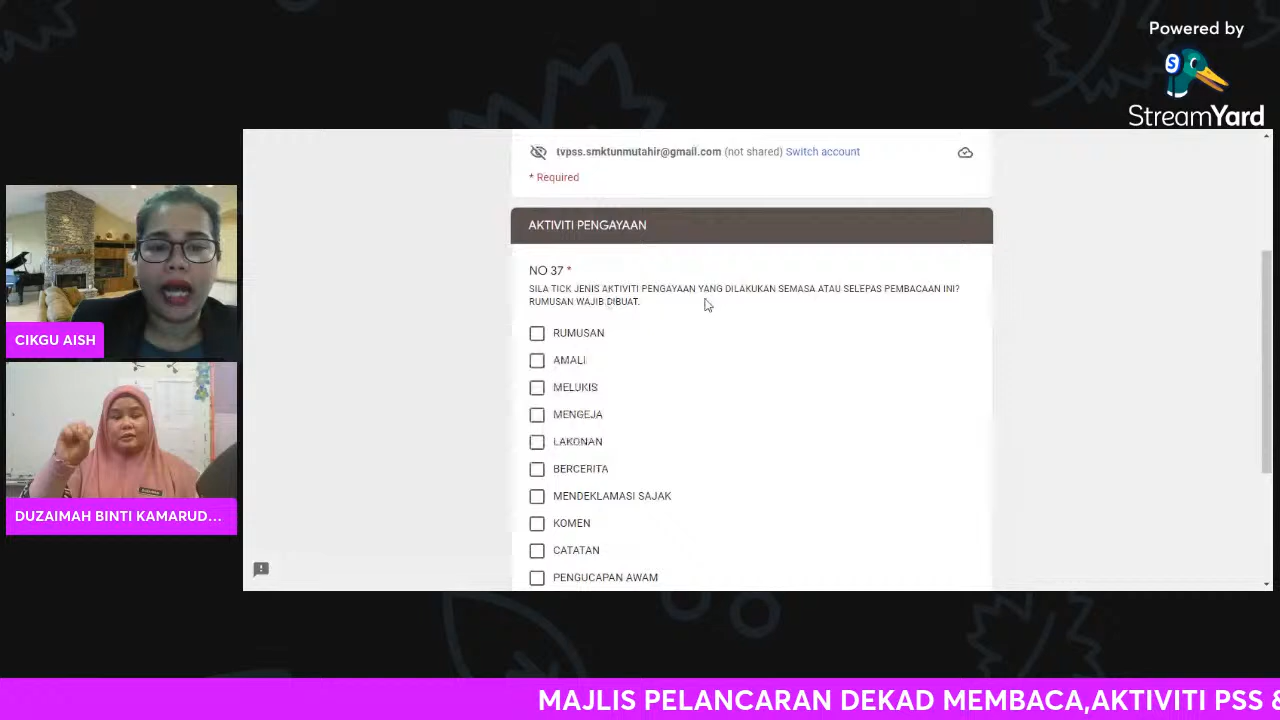 Powered by
StreamYard
tvpss.smktunmutahir@gmail.com (not shared) Switch account
* Required
AKTIVITI PENGAYAAN
NO 37 *
SILA TICK JENIS AKTIVITI PENGAYAAN YANG DILAKUKAN SEMASA ATAU SELEPAS PEMBACAAN INI?
RUMUSAN WAJIB DIBUAT.
RUMUSAN
AMALI
MELUKIS
MENGEJA
LAKONAN
BERCERITA
MENDEKLAMASI SAJAK
KOMEN
CATATAN
PENGUCAPAN AWAM
CIKGU AISH
DUZAIMAH BINTI KAMARUD...
MAJLIS PELANCARAN DEKAD MEMBACA,AKTIVITI PSS &